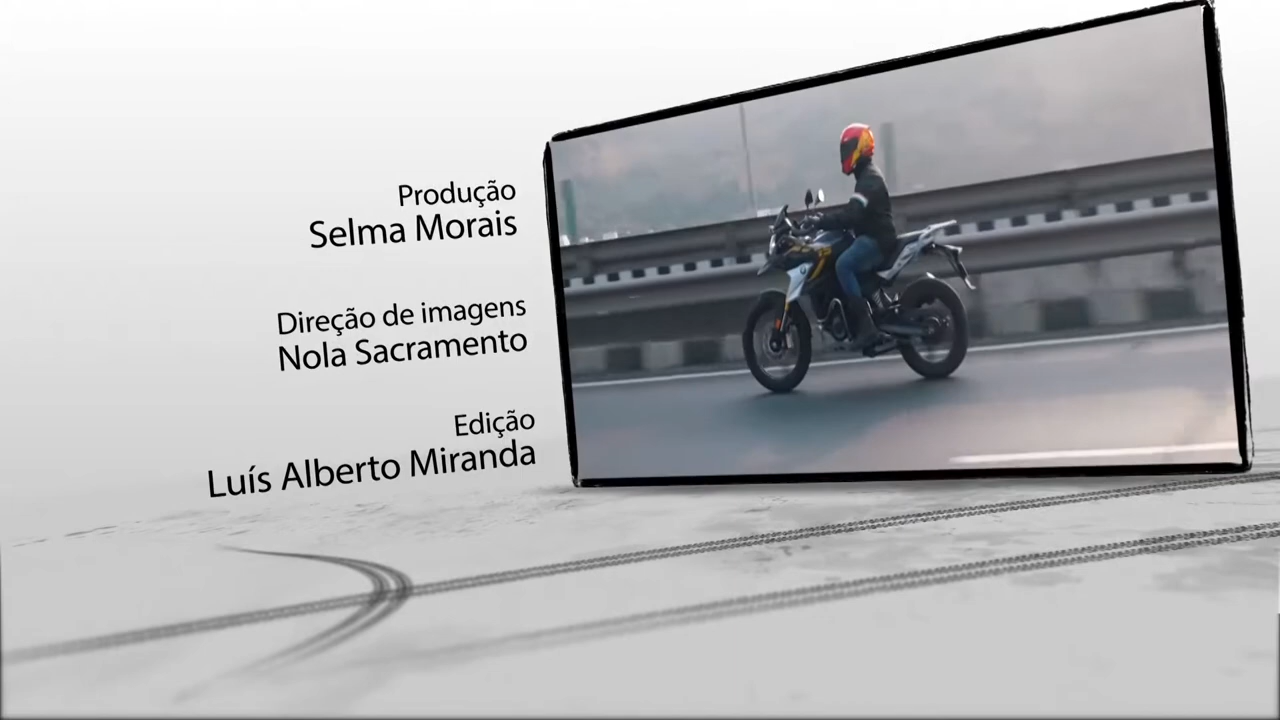 Produção
Selma Morais
Direção de imagens
Nola Sacramento
Edição
Luís Alberto Miranda